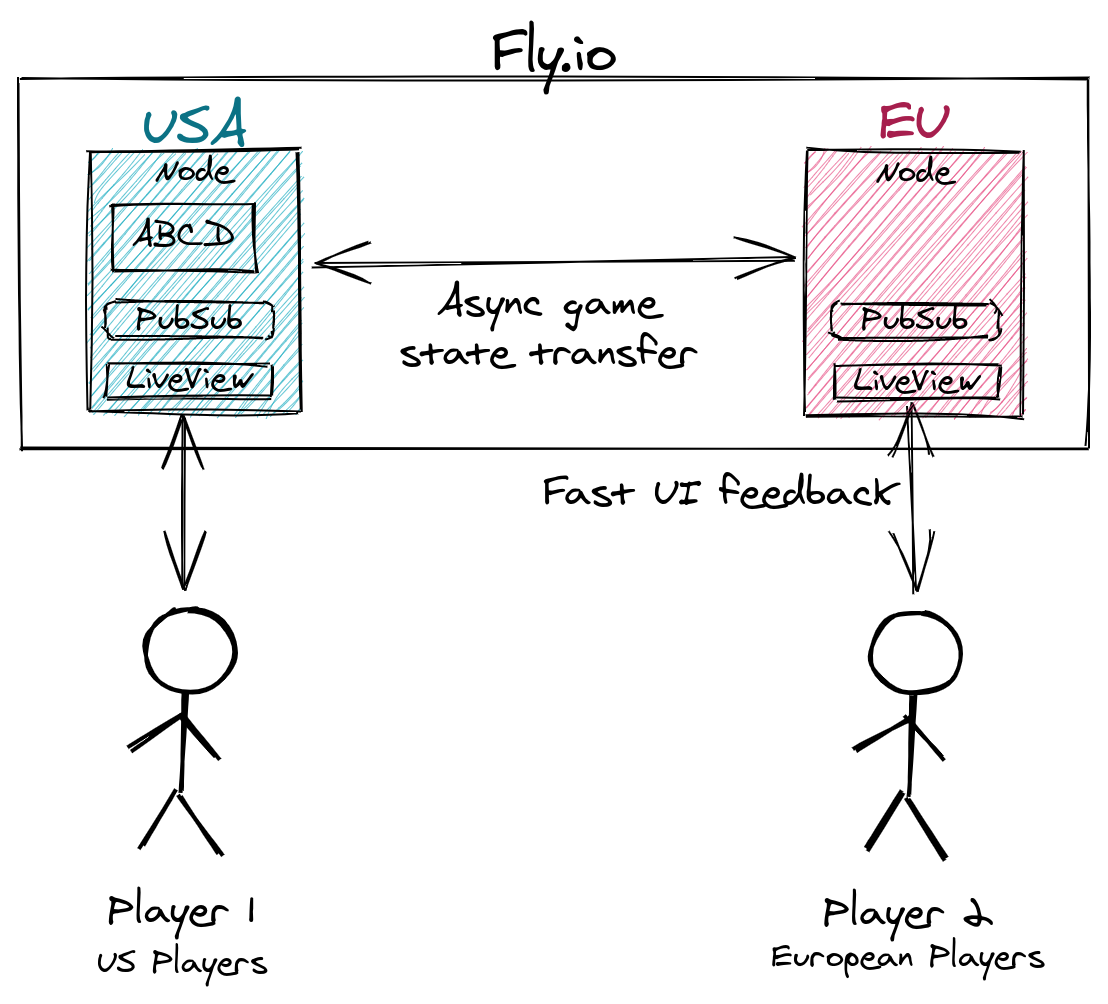 Fly.io
USA
Node
ABCD
PubSub
LiveView
Async game
state transfer
EU
Node
PubSub
LiveView
Fast UI feedback
Player 1
US Players
Player 2
European Players